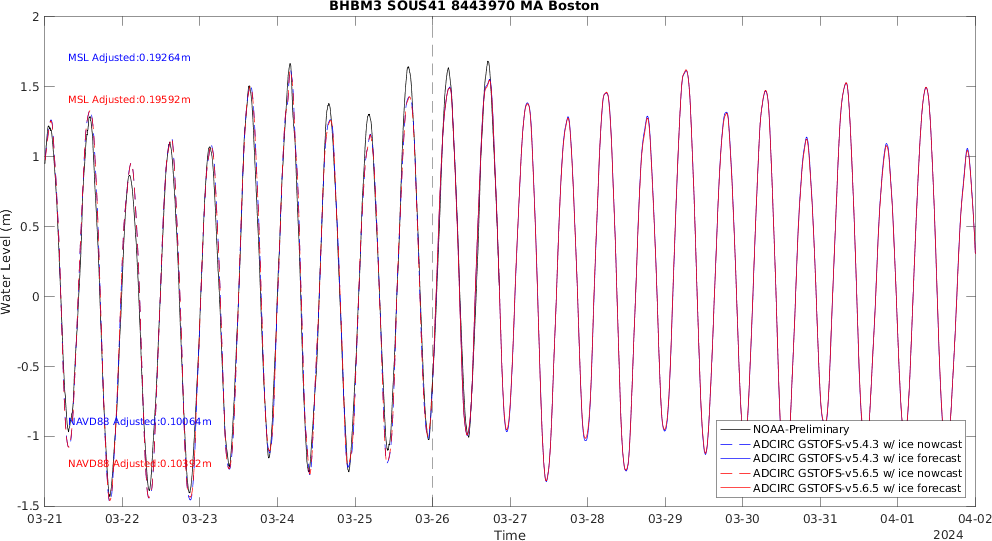 BHBM3 SOUS41 8443970 MA Boston
2
1.5
1
0.5
0
-0.5
-1
-1.5
Water Level (m)
MSL Adjusted:0.19264m
MSL Adjusted:0.19592m
NAVD88 Adjusted:0.10064m
NAVD88 Adjusted:0.10392m
NOAA-Preliminary
ADCIRC GSTOFS-v5.4.3 w/ ice nowcast
ADCIRC GSTOFS-v5.4.3 w/ ice forecast
ADCIRC GSTOFS-v5.6.5 w/ ice nowcast
ADCIRC GSTOFS-v5.6.5 w/ ice forecast
03-21 03-22 03-23 03-24 03-25 03-26 03-27 03-28 03-29 03-30 03-31 04-01 04-02
Time
2024